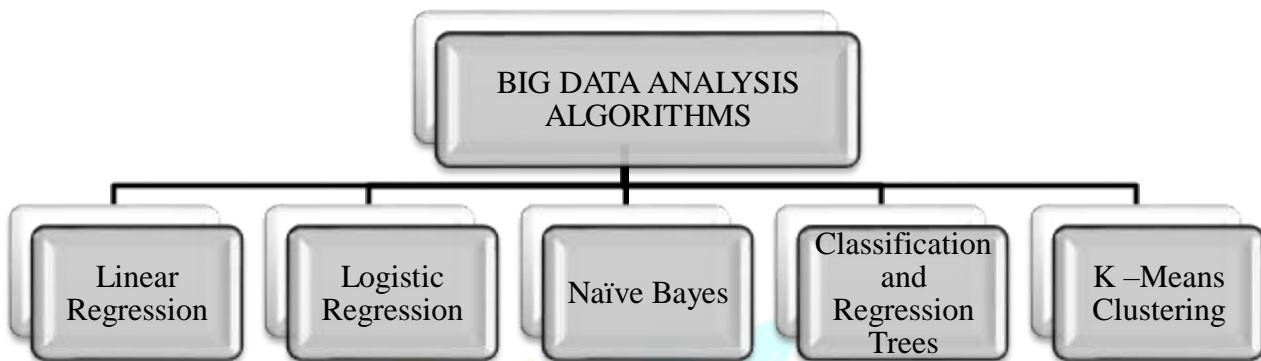 BIG DATA ANALYSIS
ALGORITHMS
Linear
Regression
Logistic
Regression
Naïve Bayes
Classification
and
Regression
Trees
K –Means
Clustering